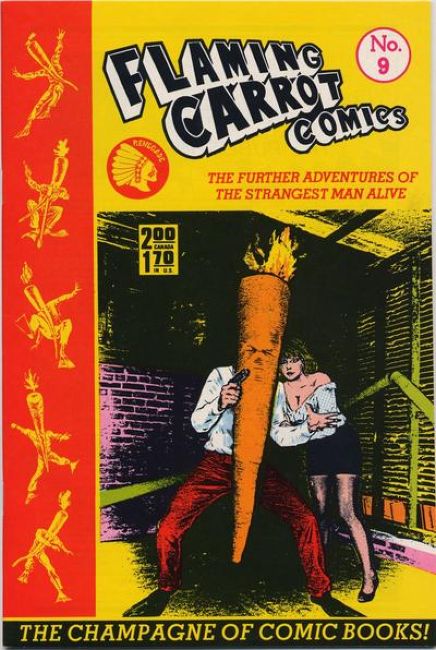 FLAMING
CARROT
COMICS
No.
9
RENEGADE
THE FURTHER ADVENTURES OF
THE STRANGEST MAN ALIVE
2.00
CANADA
1.70
IN U.S
THE CHAMPAGNE OF COMIC BOOKS!